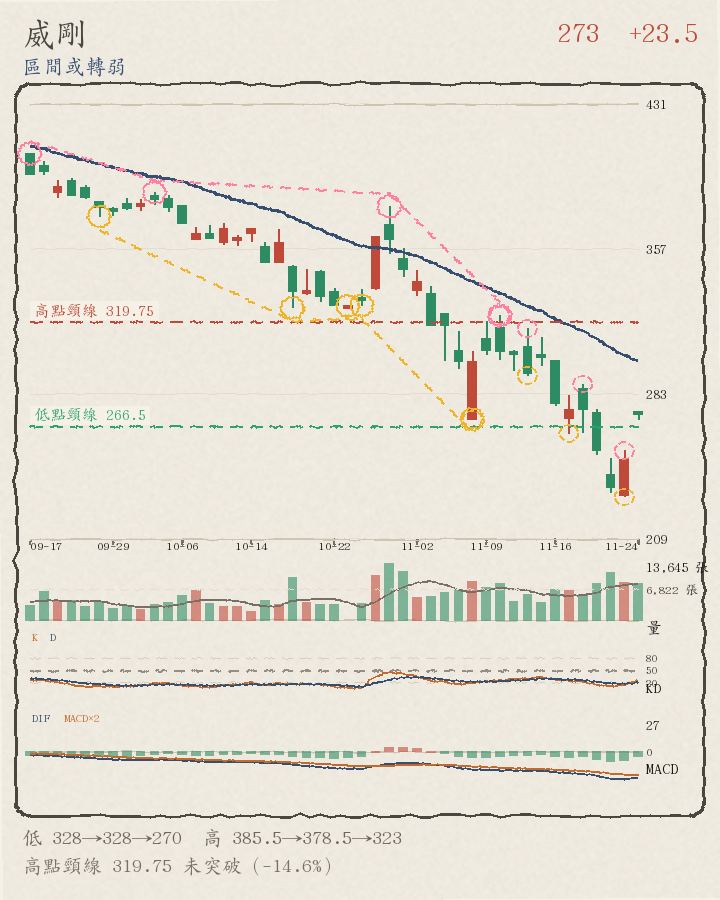 威剛
273 +23.5
區間或轉弱
431
357
高點頸線 319.75
283
低點頸線 266.5
209
09-17 09-29 10-06 10-14 10-22 11-02 11-09 11-16 11-24
13,645 張
6,822 張
量
K D
80
50
20
KD
DIF MACD×2
27
0
MACD
低 328→328→270 高 385.5→378.5→323
高點頸線 319.75 未突破 (-14.6%)